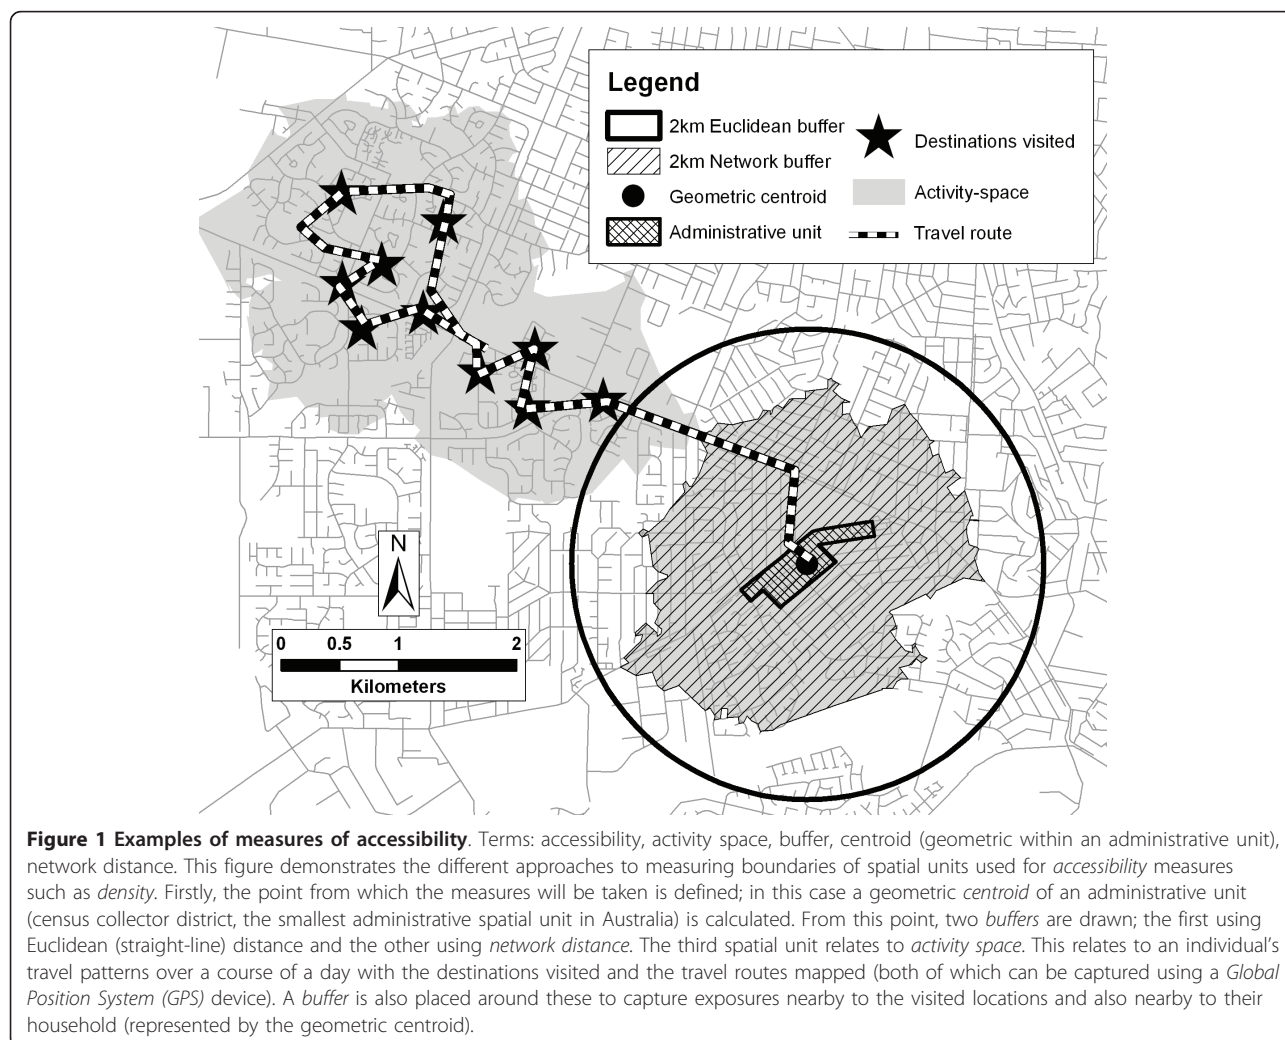 Legend
2km Euclidean buffer
2km Network buffer
Geometric centroid
Administrative unit
Destinations visited
Activity-space
Travel route
N
0 0.5 1 2
Kilometers
Figure 1 Examples of measures of accessibility. Terms: accessibility, activity space, buffer, centroid (geometric within an administrative unit),
network distance. This figure demonstrates the different approaches to measuring boundaries of spatial units used for accessibility measures
such as density. Firstly, the point from which the measures will be taken is defined; in this case a geometric centroid of an administrative unit
(census collector district, the smallest administrative spatial unit in Australia) is calculated. From this point, two buffers are drawn; the first using
Euclidean (straight-line) distance and the other using network distance. The third spatial unit relates to activity space. This relates to an individual's
travel patterns over a course of a day with the destinations visited and the travel routes mapped (both of which can be captured using a Global
Position System (GPS) device). A buffer is also placed around these to capture exposures nearby to the visited locations and also nearby to their
household (represented by the geometric centroid).